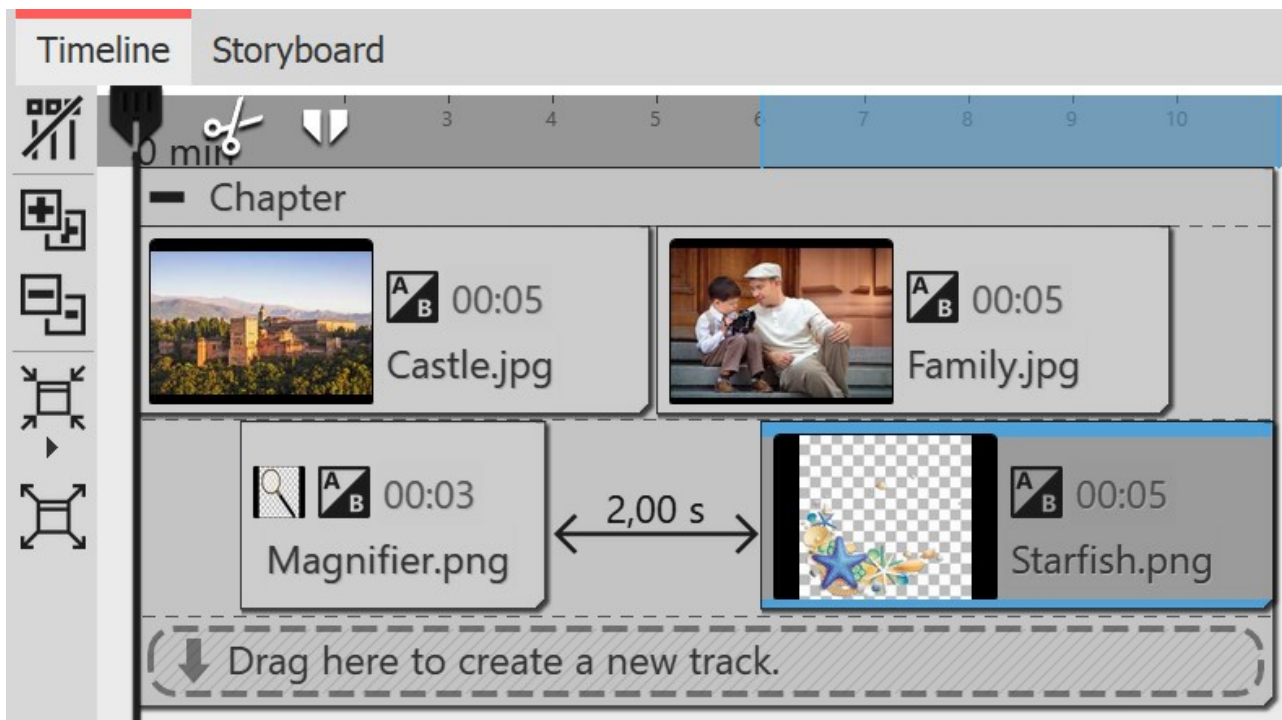 Timeline Storyboard
3 4 5 6 7 8 9 10
0 min
Chapter
A B 00:05
Castle.jpg
A B 00:05
Family.jpg
A B 00:03
Magnifier.png
2,00 s
A B 00:05
Starfish.png
Drag here to create a new track.